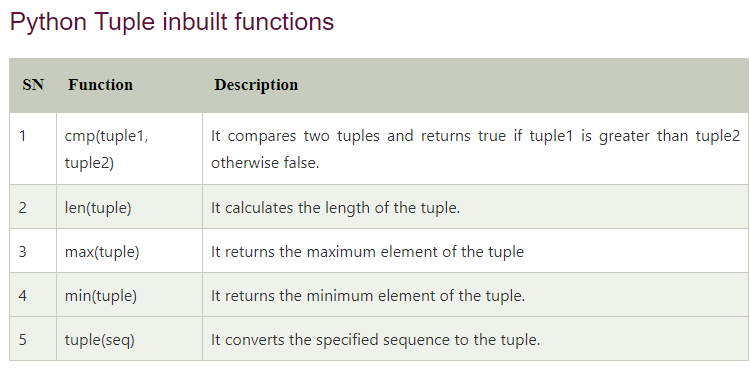 Python Tuple inbuilt functions
SN Function Description
1 cmp(tuple1, It compares two tuples and returns true if tuple1 is greater than tuple2
tuple2) otherwise false.
2 len(tuple) It calculates the length of the tuple.
3 max(tuple) It returns the maximum element of the tuple
4 min(tuple) It returns the minimum element of the tuple.
5 tuple(seq) It converts the specified sequence to the tuple.